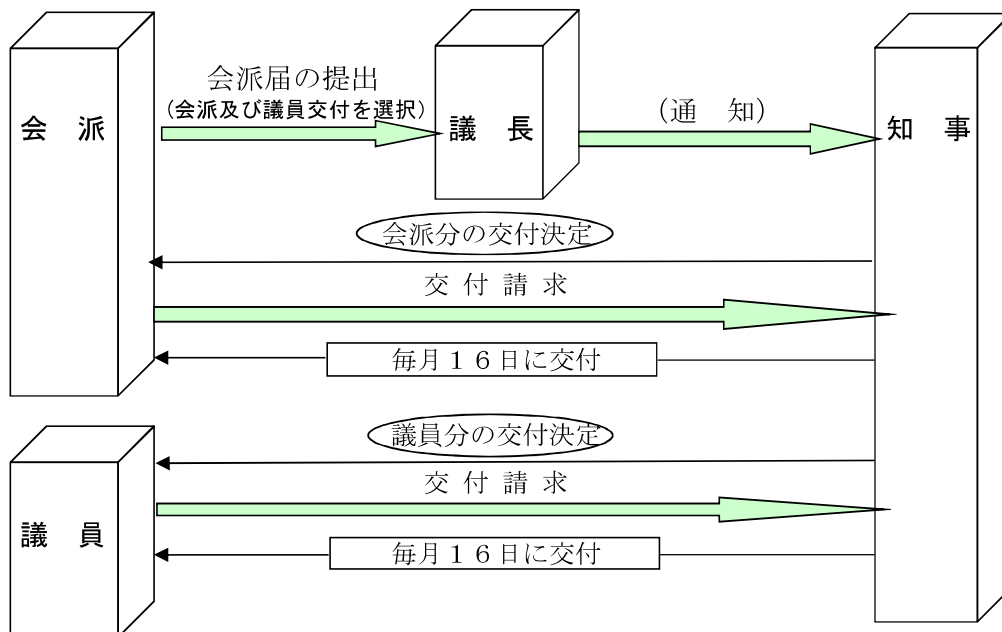 会派届の提出
(会派及び議員交付を選択)
会　派
議　長
(通　知)
知　事
会派分の交付決定
交 付 請 求
毎月１６日に交付
議員分の交付決定
交 付 請 求
議　員
毎月１６日に交付